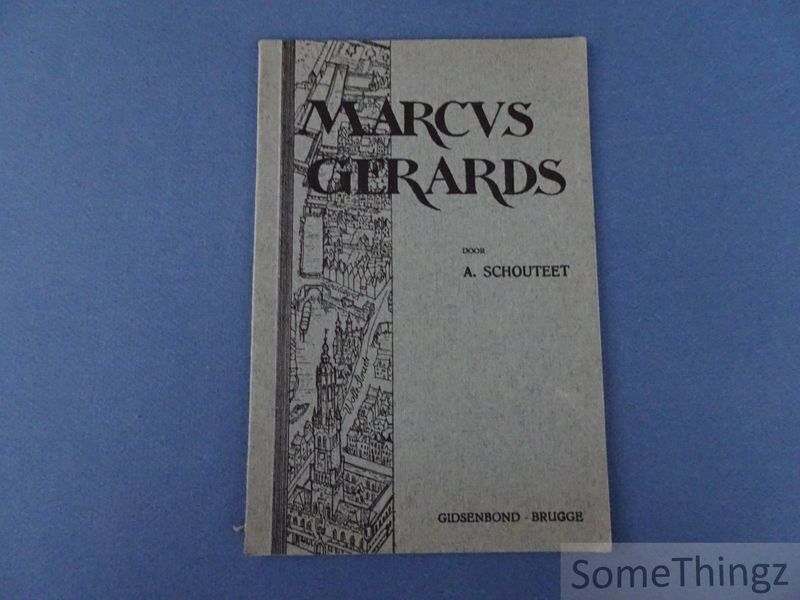 MARCVS
GERARDS
DOOR
A. SCHOUTEET
GIDSENBOND - BRUGGE
SomeThingz